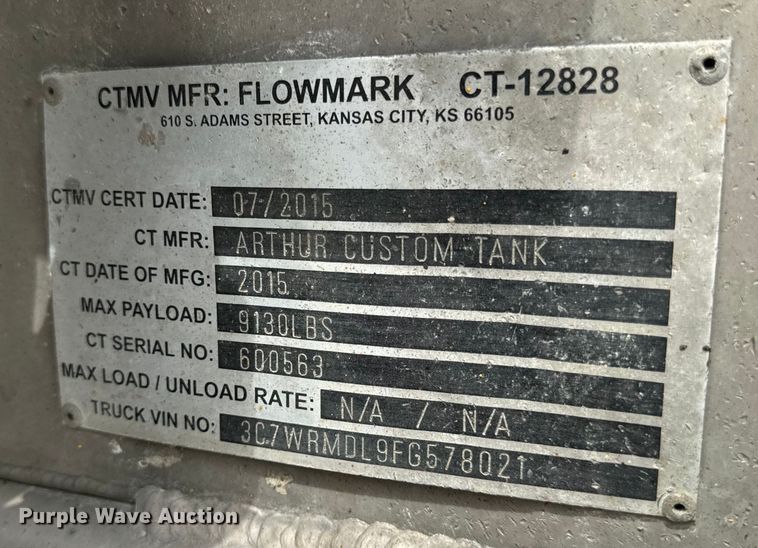 CTMV MFR: FLOWMARK CT-12828
610 S. ADAMS STREET, KANSAS CITY, KS 66105
CTMV CERT DATE: 07/2015
CT MFR: ARTHUR CUSTOM TANK
CT DATE OF MFG: 2015
MAX PAYLOAD: 9130LBS
CT SERIAL NO: 600563
MAX LOAD / UNLOAD RATE: N/A / N/A
TRUCK VIN NO: 3C7WRMDL9FG578021
Purple Wave Auction